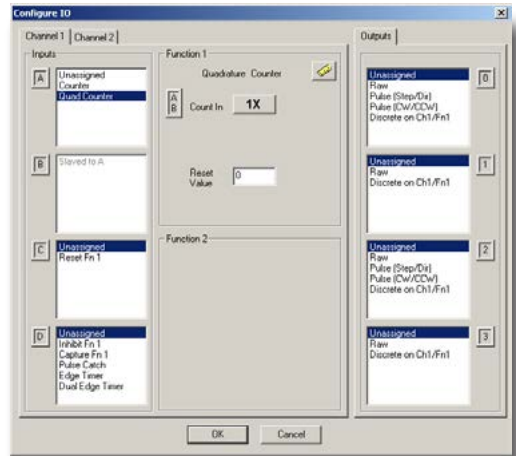 Configure IO
Channel 1
Channel 2
Inputs
A
Unassigned
Counter
Quad Counter
B
Slaved to A
C
Unassigned
Reset Fn 1
D
Unassigned
Inhibit Fn 1
Capture Fn 1
Pulse Catch
Edge Timer
Dual Edge Timer
Function 1
Quadrature Counter
A
B
Count In
1X
Reset
Value
0
Function 2
Outputs
Unassigned
Raw
Pulse (Step/Dir)
Pulse (CW/CCW)
Discrete on Ch1/Fn1
0
Unassigned
Raw
Discrete on Ch1/Fn1
1
Unassigned
Raw
Pulse (Step/Dir)
Pulse (CW/CCW)
Discrete on Ch1/Fn1
2
Unassigned
Raw
Discrete on Ch1/Fn1
3
OK
Cancel